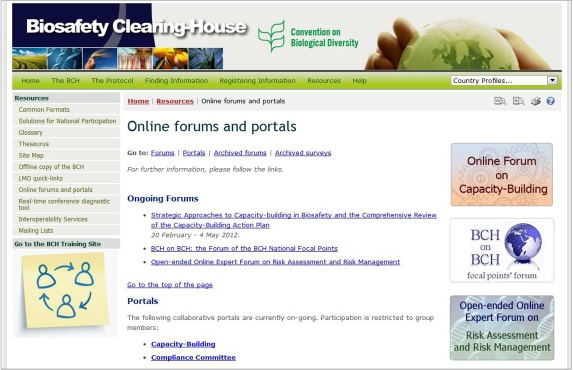 Biosafety Clearing-House
Convention on
Biological Diversity
Home The BCH The Protocol Finding Information Registering Information Resources Help
Country Profiles...
Resources
Common Formats
Solutions for National Participation
Glossary
Thesaurus
Site Map
Offline copy of the BCH
LMO quick-links
Online forums and portals
Real-time conference diagnostic
tool
Interoperability Services
Mailing Lists
Go to the BCH Training Site
Home | Resources | Online forums and portals
Online forums and portals
Go to: Forums | Portals | Archived forums | Archived surveys
For further information, please follow the links.
Ongoing Forums
Strategic Approaches to Capacity-building in Biosafety and the Comprehensive Review
of the Capacity-Building Action Plan
20 February - 4 May 2012.
BCH on BCH: the Forum of the BCH National Focal Points
Open-ended Online Expert Forum on Risk Assessment and Risk Management
Go to the top of the page
Portals
The following collaborative portals are currently on-going. Participation is restricted to group
members:
Capacity-Building
Compliance Committee
Online Forum
on
Capacity-Building
BCH
on
BCH
focal points' forum
Open-ended Online
Expert Forum on
Risk Assessment
and Risk Management